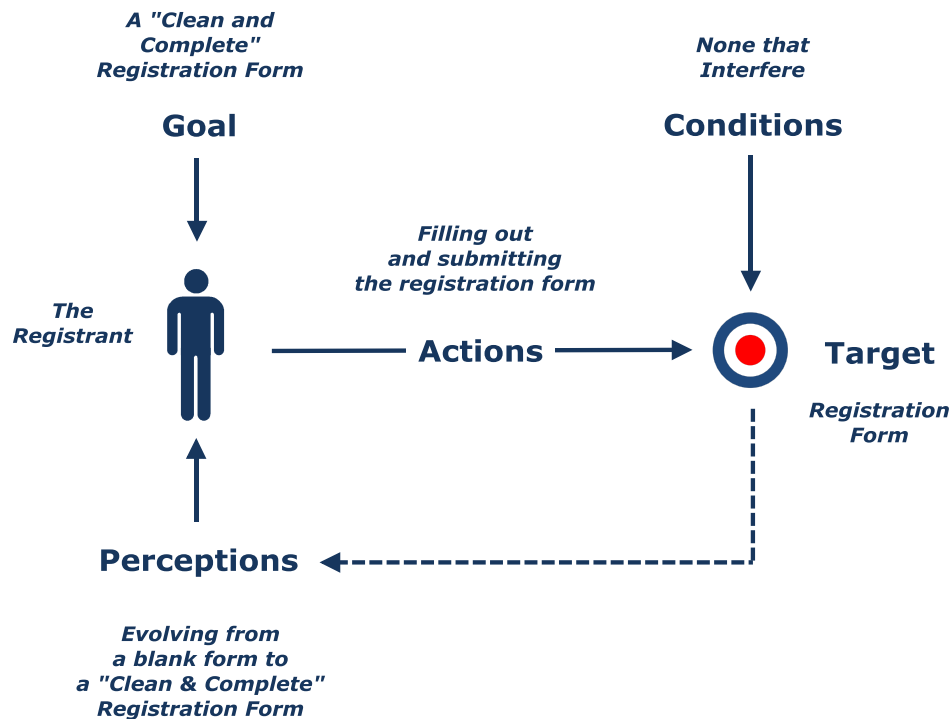 A "Clean and
Complete"
Registration Form
Goal
None that
Interfere
Conditions
Filling out
and submitting
the registration form
The
Registrant
Actions
Target
Registration
Form
Perceptions
Evolving from
a blank form to
a "Clean & Complete"
Registration Form